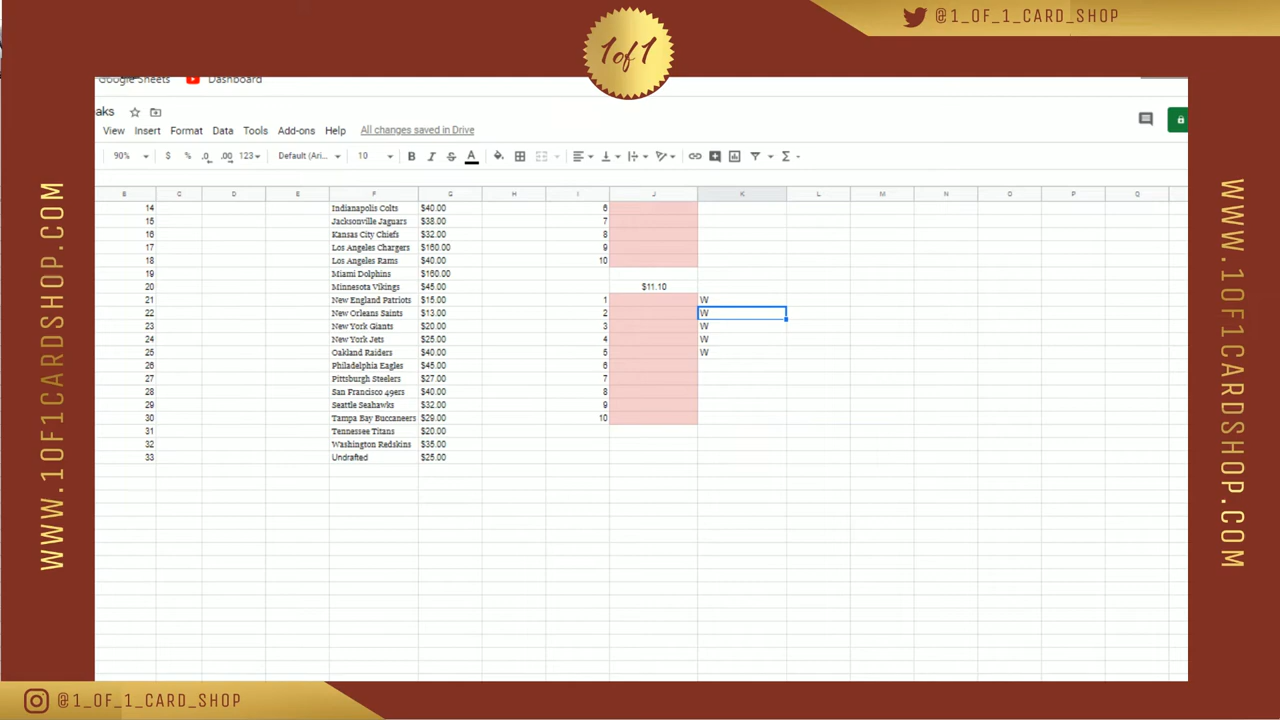 @1_OF_1_CARD_SHOP
1 of 1
Google Sheets Dashboard
aks
View Insert Format Data Tools Add-ons Help All changes saved in Drive
90% $ % .0 .00 123 Default (Ari... 10 B I S A
B C D E F G H I J K L M N O P Q
14 Indianapolis Colts $40.00 6
15 Jacksonville Jaguars $38.00 7
16 Kansas City Chiefs $32.00 8
17 Los Angeles Chargers $160.00 9
18 Los Angeles Rams $40.00 10
19 Miami Dolphins $160.00
20 Minnesota Vikings $45.00 $11.10
21 New England Patriots $15.00 1 W
22 New Orleans Saints $13.00 2 W
23 New York Giants $20.00 3 W
24 New York Jets $25.00 4 W
25 Oakland Raiders $40.00 5 W
26 Philadelphia Eagles $45.00 6
27 Pittsburgh Steelers $27.00 7
28 San Francisco 49ers $40.00 8
29 Seattle Seahawks $32.00 9
30 Tampa Bay Buccaneers $29.00 10
31 Tennessee Titans $20.00
32 Washington Redskins $35.00
33 Undrafted $25.00
WWW.1OF1CARDSHOP.COM
WWW.1OF1CARDSHOP.COM
@1_OF_1_CARD_SHOP